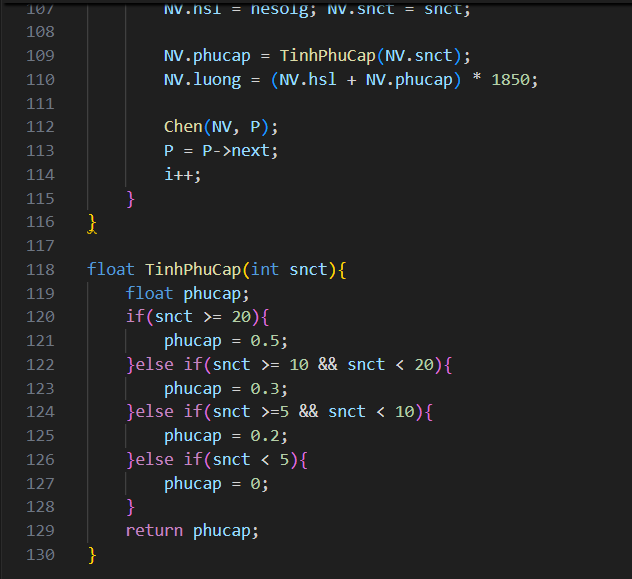 107 NV.hsl = hesolg; NV.snct = snct;
108
109 NV.phucap = TinhPhuCap(NV.snct);
110 NV.luong = (NV.hsl + NV.phucap) * 1850;
111
112 Chen(NV, P);
113 P = P->next;
114 i++;
115 }
116 }
117
118 float TinhPhuCap(int snct){
119 float phucap;
120 if(snct >= 20){
121 phucap = 0.5;
122 }else if(snct >= 10 && snct < 20){
123 phucap = 0.3;
124 }else if(snct >=5 && snct < 10){
125 phucap = 0.2;
126 }else if(snct < 5){
127 phucap = 0;
128 }
129 return phucap;
130 }